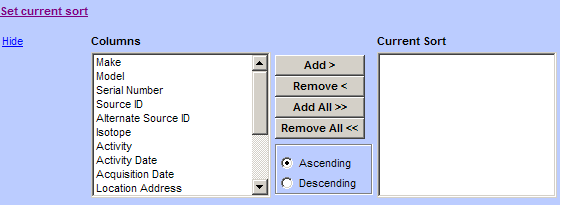 Set current sort
Hide
Columns
Current Sort
Make
Model
Serial Number
Source ID
Alternate Source ID
Isotope
Activity
Activity Date
Acquisition Date
Location Address
Add >
Remove <
Add All >>
Remove All <<
Ascending
Descending